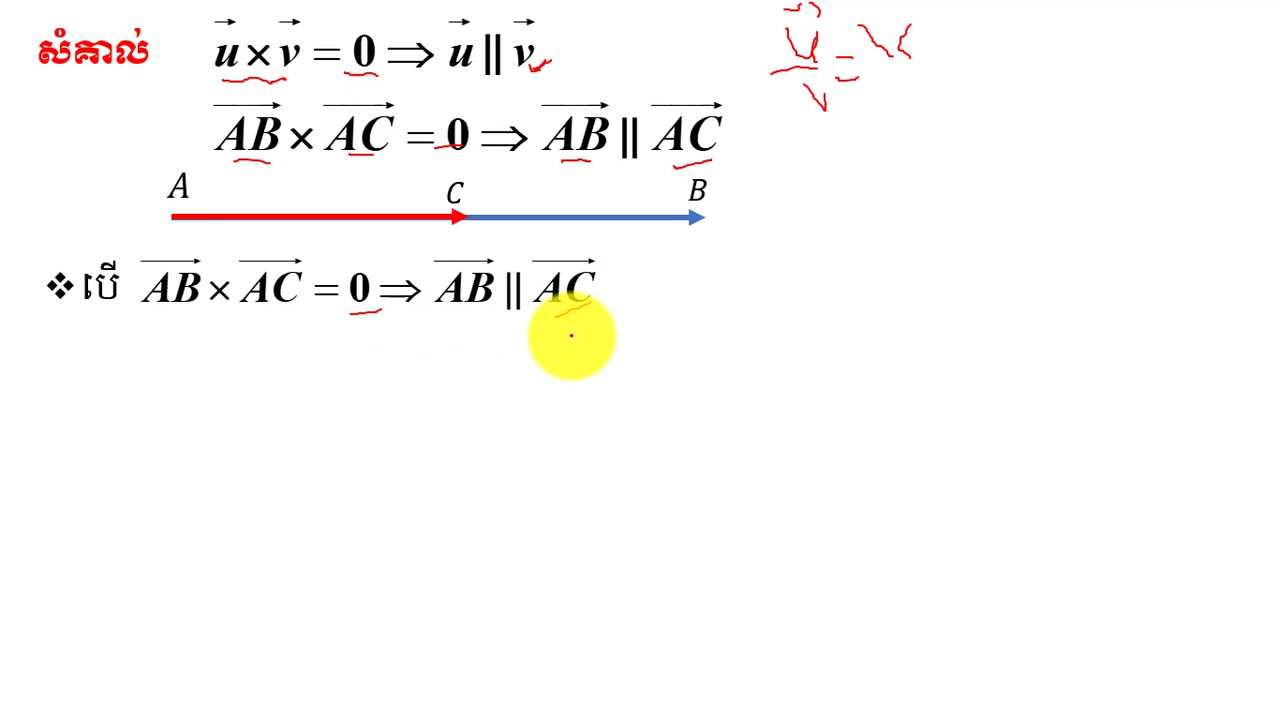 សំគាល់ u⃗ × v⃗ = 0 ⇒ u⃗ ∥ v⃗
AB⃗ × AC⃗ = 0 ⇒ AB⃗ ∥ AC⃗
A C B
❖ បើ AB⃗ × AC⃗ = 0 ⇒ AB⃗ ∥ AC⃗